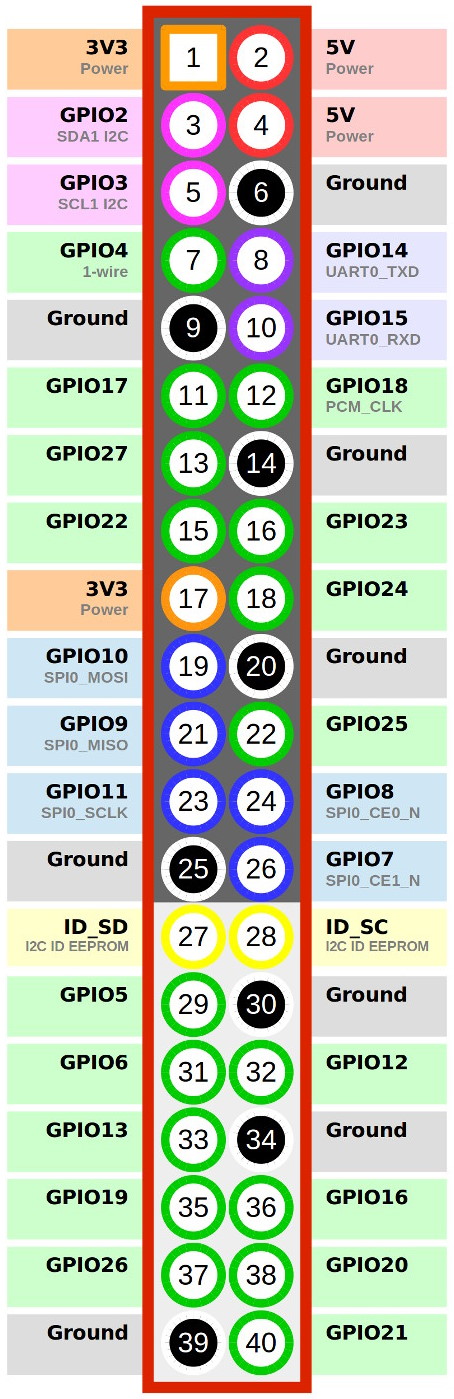 3V3 1 2 5V
Power Power
GPIO2 3 4 5V
SDA1 I2C Power
GPIO3 5 6 Ground
SCL1 I2C
GPIO4 7 8 GPIO14
1-wire UART0_TXD
Ground 9 10 GPIO15
UART0_RXD
GPIO17 11 12 GPIO18
PCM_CLK
GPIO27 13 14 Ground
GPIO22 15 16 GPIO23
3V3 17 18 GPIO24
Power
GPIO10 19 20 Ground
SPI0_MOSI
GPIO9 21 22 GPIO25
SPI0_MISO
GPIO11 23 24 GPIO8
SPI0_SCLK SPI0_CE0_N
Ground 25 26 GPIO7
SPI0_CE1_N
ID_SD 27 28 ID_SC
I2C ID EEPROM I2C ID EEPROM
GPIO5 29 30 Ground
GPIO6 31 32 GPIO12
GPIO13 33 34 Ground
GPIO19 35 36 GPIO16
GPIO26 37 38 GPIO20
Ground 39 40 GPIO21